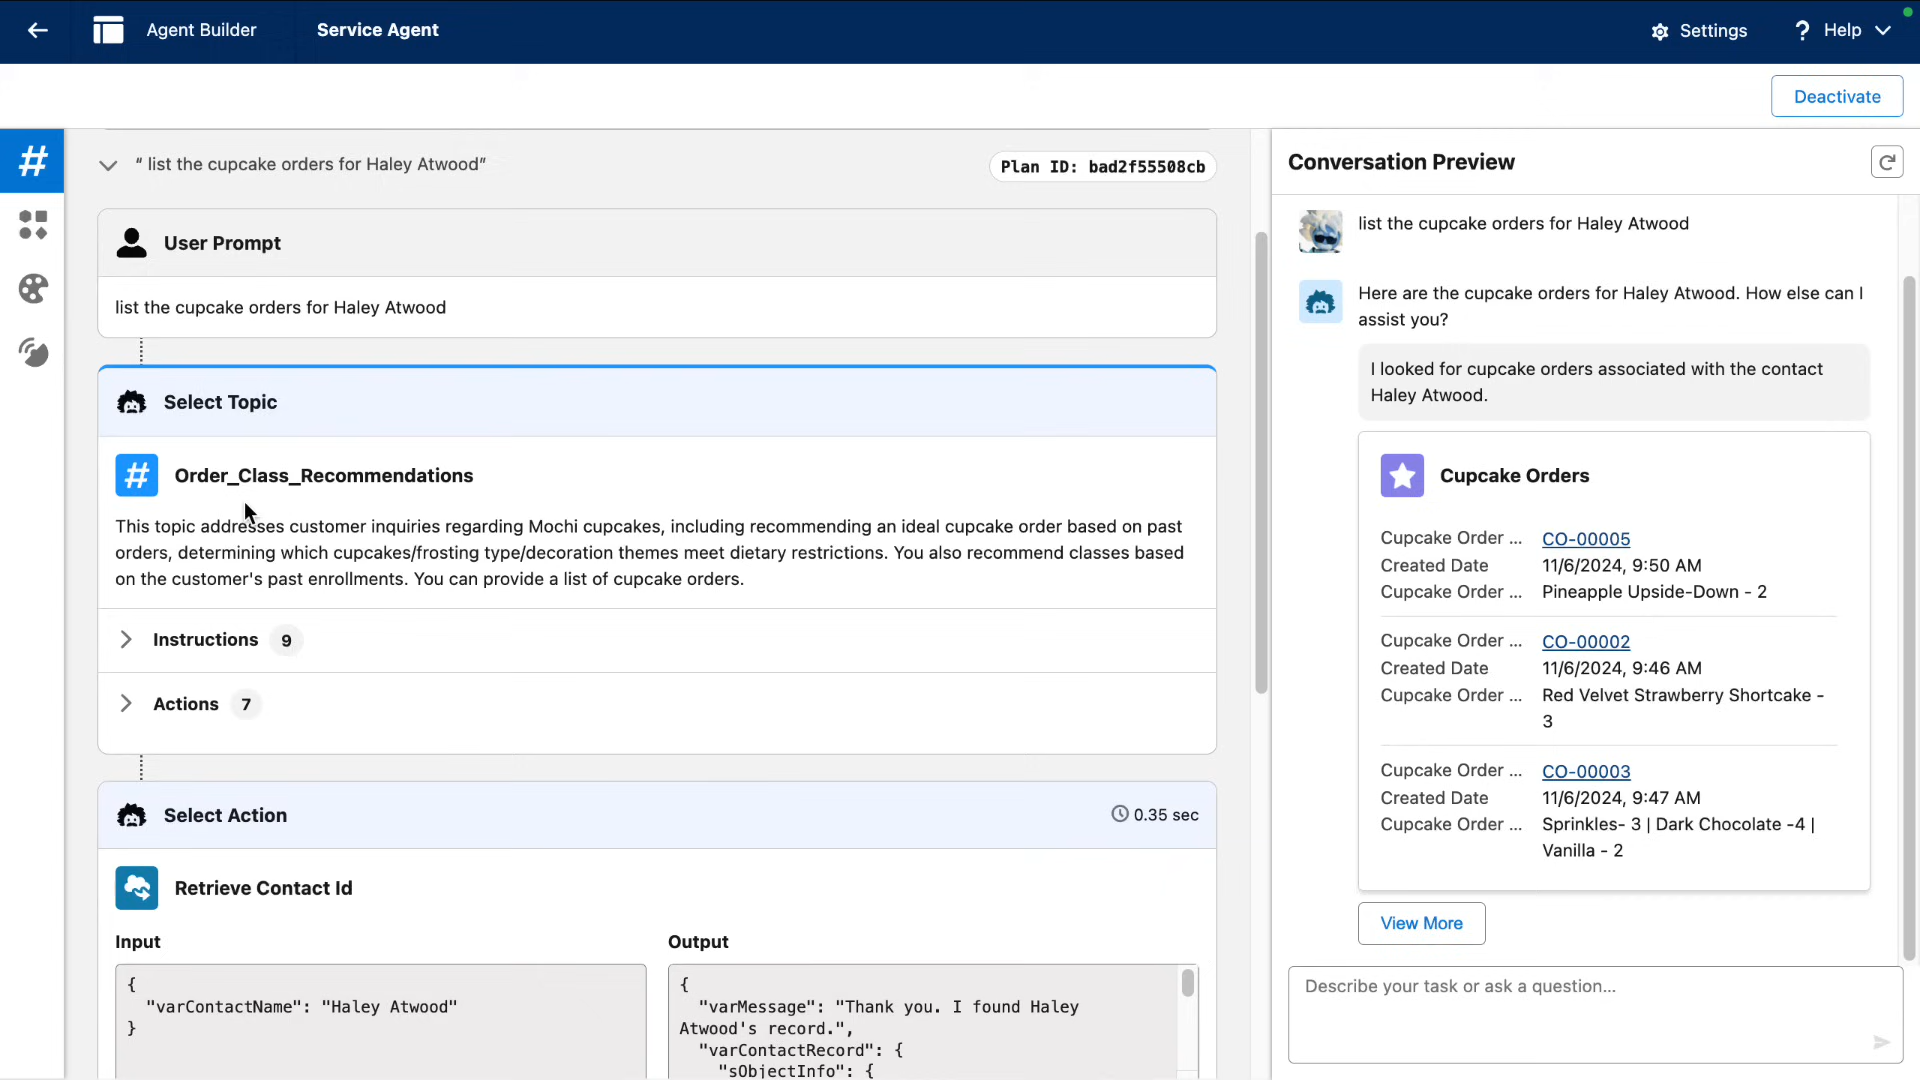 Agent Builder
Service Agent
Settings
? Help
Deactivate
“ list the cupcake orders for Haley Atwood”
Plan ID: bad2f55508cb
User Prompt
list the cupcake orders for Haley Atwood
Select Topic
# Order_Class_Recommendations
This topic addresses customer inquiries regarding Mochi cupcakes, including recommending an ideal cupcake order based on past
orders, determining which cupcakes/frosting type/decoration themes meet dietary restrictions. You also recommend classes based
on the customer's past enrollments. You can provide a list of cupcake orders.
Instructions 9
Actions 7
Select Action
0.35 sec
Retrieve Contact Id
Input
{
"varContactName": "Haley Atwood"
}
Output
{
"varMessage": "Thank you. I found Haley
Atwood's record.",
"varContactRecord": {
"sObjectInfo": {
Conversation Preview
list the cupcake orders for Haley Atwood
Here are the cupcake orders for Haley Atwood. How else can I
assist you?
I looked for cupcake orders associated with the contact
Haley Atwood.
Cupcake Orders
Cupcake Order ... CO-00005
Created Date 11/6/2024, 9:50 AM
Cupcake Order ... Pineapple Upside-Down - 2
Cupcake Order ... CO-00002
Created Date 11/6/2024, 9:46 AM
Cupcake Order ... Red Velvet Strawberry Shortcake -
3
Cupcake Order ... CO-00003
Created Date 11/6/2024, 9:47 AM
Cupcake Order ... Sprinkles- 3 | Dark Chocolate -4 |
Vanilla - 2
View More
Describe your task or ask a question...